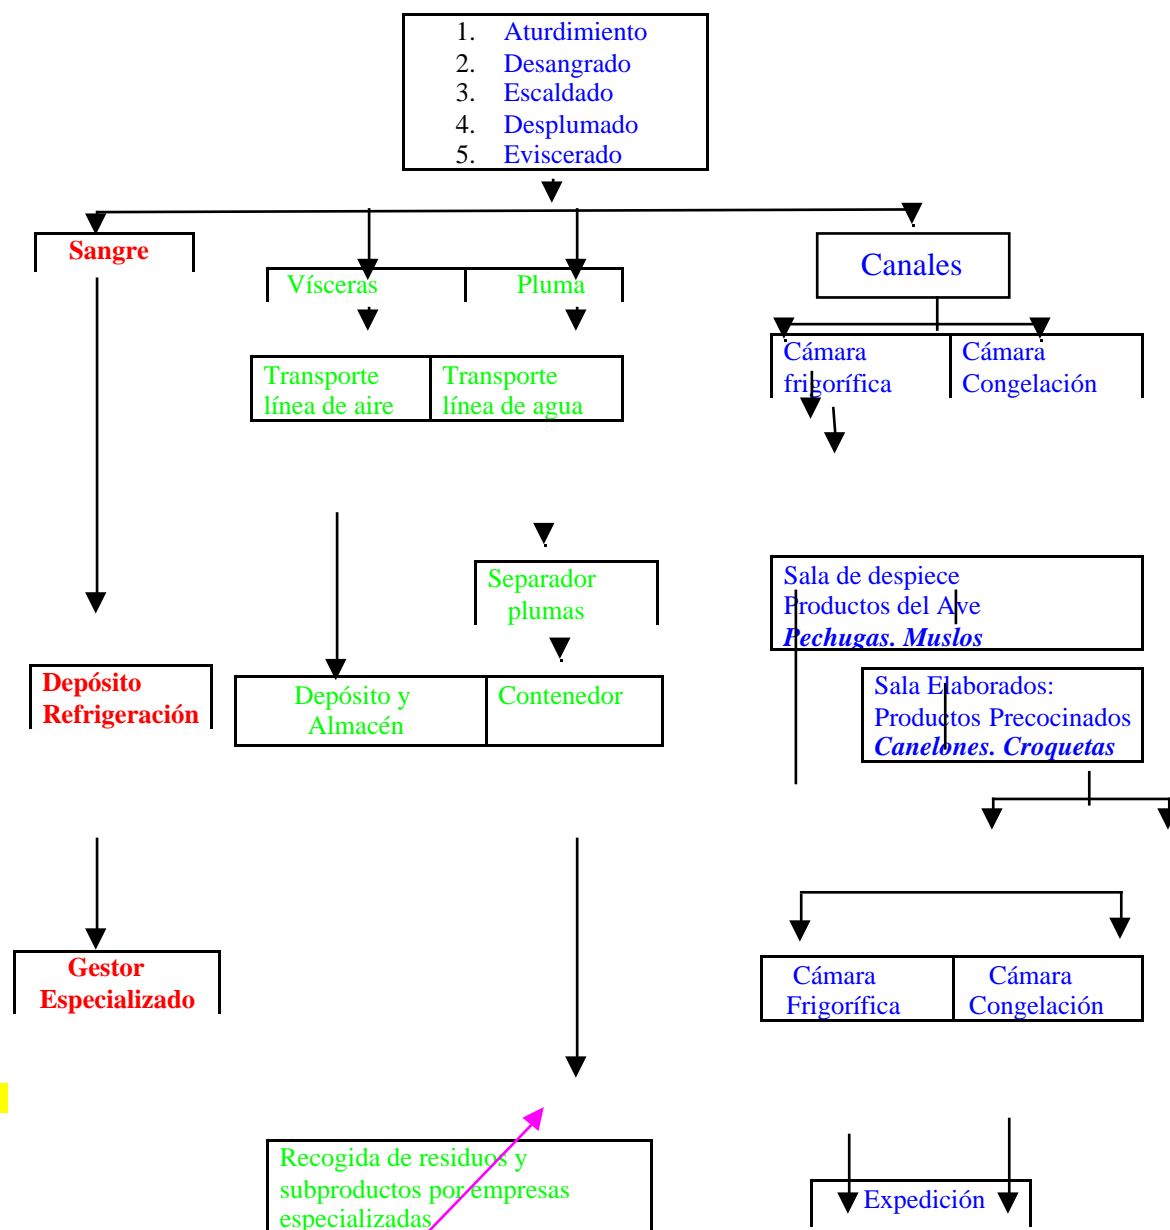 1. Aturdimiento
2. Desangrado
3. Escaldado
4. Desplumado
5. Eviscerado
Sangre
Vísceras
Pluma
Canales
Transporte
línea de aire
Transporte
línea de agua
Cámara
frigorífica
Cámara
Congelación
Separador
plumas
Sala de despiece
Productos del Ave
Pechugas. Muslos
Depósito
Refrigeración
Depósito y
Almacén
Contenedor
Sala Elaborados:
Productos Precocinados
Canelones. Croquetas
Gestor
Especializado
Cámara
Frigorífica
Cámara
Congelación
Recogida de residuos y
subproductos por empresas
especializadas
Expedición